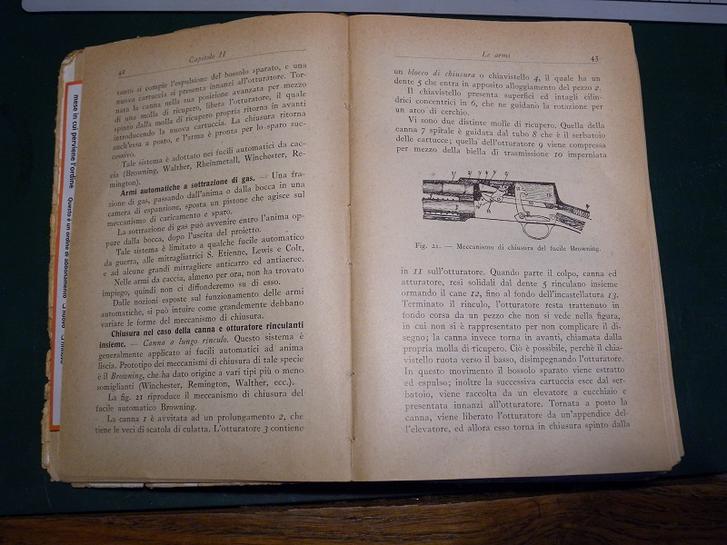 Capitolo II
42
tanto si compie l'espulsione del bossolo sparato, e una
nuova cartuccia si presenta innanzi all'otturatore. Tor-
nata la canna nella sua posizione avanzata per mezzo
di una molla di ricupero, libera l'otturatore, il quale
spinto dalla molla di ricupero propria ritorna in avanti
introducendo la nuova cartuccia. La chiusura ritorna
anch'essa a posto, e l'arma è pronta per lo sparo suc-
cessivo.
Tale sistema è adottato nei fucili automatici da cac-
cia (Browning, Walther, Rheinmetall, Winchester, Re-
mington).
Armi automatiche a sottrazione di gas. — Una fra-
zione di gas, passando dall'anima o dalla bocca in una
camera di espansione, sposta un pistone che agisce sul
meccanismo di caricamento e sparo.
La sottrazione di gas può avvenire entro l'anima op-
pure dalla bocca, dopo l'uscita del proietto.
Tale sistema è limitato a qualche fucile automatico
da guerra, alle mitragliatrici S. Etienne, Lewis e Colt,
e ad alcune grandi mitragliere anticarro ed antiaeree.
Nelle armi da caccia, almeno per ora, non ha trovato
impiego, quindi non ci diffonderemo su di esso.
Dalle nozioni esposte sul funzionamento delle armi
automatiche, si può intuire come grandemente debbano
variare le forme del meccanismo di chiusura.
Chiusura nel caso della canna e otturatore rinculanti
insieme. — Canna a lungo rinculo. Questo sistema è
generalmente applicato ai fucili automatici ad anima
liscia. Prototipo dei meccanismi di chiusura di tale specie
è il Browning, che ha dato origine a vari tipi più o meno
somiglianti (Winchester, Remington, Walther, ecc.).
La fig. 21 riproduce il meccanismo di chiusura del
fucile automatico Browning.
La canna 1 è avvitata ad un prolungamento 2, che
tiene le veci di scatola di culatta. L'otturatore 3 contiene
Le armi
43
un blocco di chiusura o chiavistello 4, il quale ha un
dente 5 che entra in apposito alloggiamento del pezzo 2.
Il chiavistello presenta superfici ed intagli cilin-
drici concentrici in 6, che ne guidano la rotazione per
un arco di cerchio.
Vi sono due distinte molle di ricupero. Quella della
canna 7 spirale è guidata dal tubo 8 che è il serbatoio
delle cartucce; quella dell'otturatore 9 viene compressa
per mezzo della biella di trasmissione 10 imperniata
Fig. 21. — Meccanismo di chiusura del fucile Browning.
in 11 sull'otturatore. Quando parte il colpo, canna ed
otturatore, resi solidali dal dente 5 rinculano insieme
ormando il cane 12, fino al fondo dell'incastellatura 13.
Terminato il rinculo, l'otturatore resta trattenuto in
fondo corsa da un pezzo che non si vede nella figura,
in cui non si è rappresentato per non complicare il di-
segno; la canna invece torna in avanti, chiamata dalla
propria molla di ricupero. Ciò è possibile, perchè il chia-
vistello ruota verso il basso, disimpegnando l'otturatore.
In questo movimento il bossolo sparato viene estratto
ed espulso; inoltre la successiva cartuccia esce dal ser-
batoio, viene raccolta da un elevatore a cucchiaio e
presentata innanzi all'otturatore. Tornata a posto la
canna, viene liberato l'otturatore da un'appendice del-
l'elevatore, ed allora esso torna in chiusura spinto dalla
mese in cui perviene l'ordine